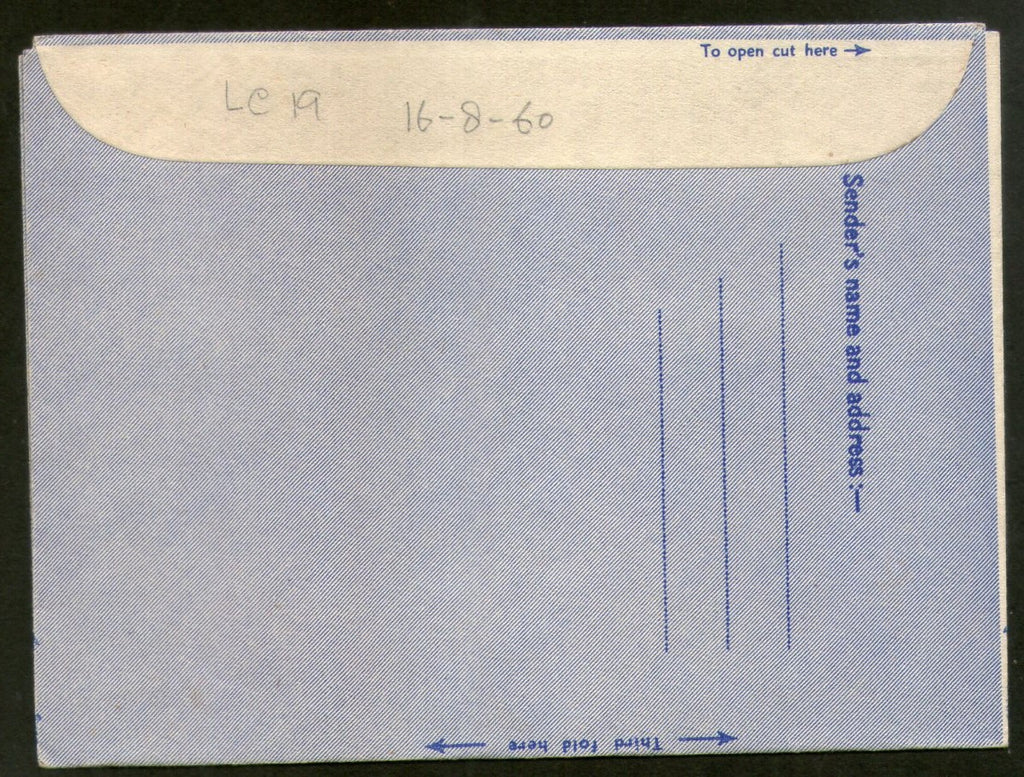 To open cut here →
LC 19 16-8-60
Sender's name and address :—
← Third fold here →